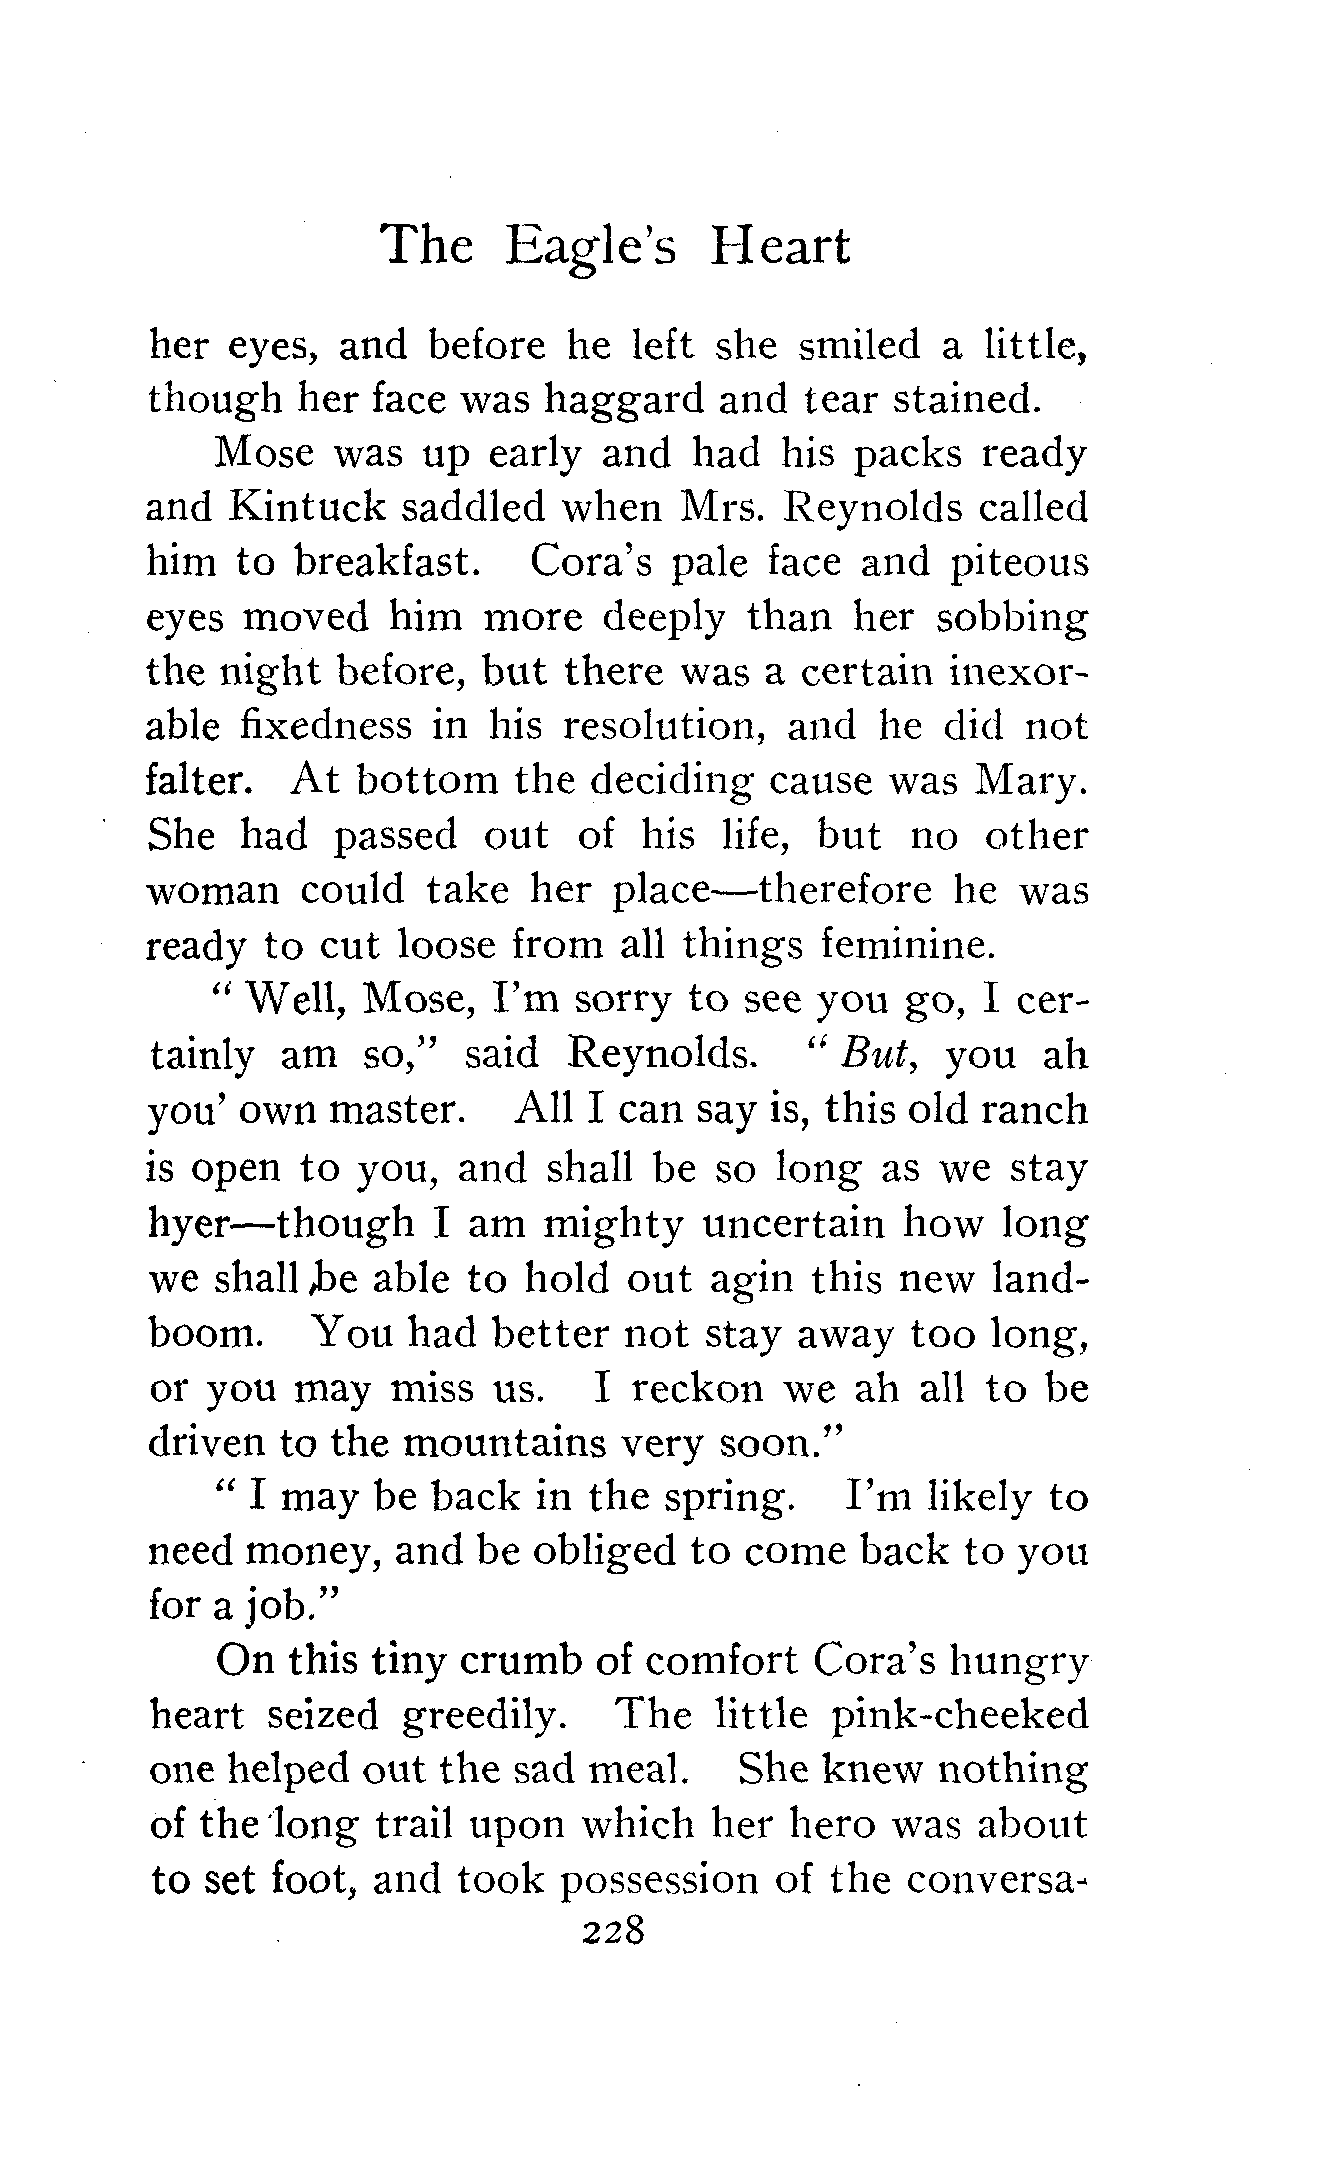 The Eagle's Heart
her eyes, and before he left she smiled a little,
though her face was haggard and tear stained.
Mose was up early and had his packs ready
and Kintuck saddled when Mrs. Reynolds called
him to breakfast. Cora's pale face and piteous
eyes moved him more deeply than her sobbing
the night before, but there was a certain inexor-
able fixedness in his resolution, and he did not
falter. At bottom the deciding cause was Mary.
She had passed out of his life, but no other
woman could take her place—therefore he was
ready to cut loose from all things feminine.
" Well, Mose, I'm sorry to see you go, I cer-
tainly am so," said Reynolds. " But, you ah
you' own master. All I can say is, this old ranch
is open to you, and shall be so long as we stay
hyer—though I am mighty uncertain how long
we shall be able to hold out agin this new land-
boom. You had better not stay away too long,
or you may miss us. I reckon we ah all to be
driven to the mountains very soon."
" I may be back in the spring. I'm likely to
need money, and be obliged to come back to you
for a job."
On this tiny crumb of comfort Cora's hungry
heart seized greedily. The little pink-cheeked
one helped out the sad meal. She knew nothing
of the long trail upon which her hero was about
to set foot, and took possession of the conversa-
228